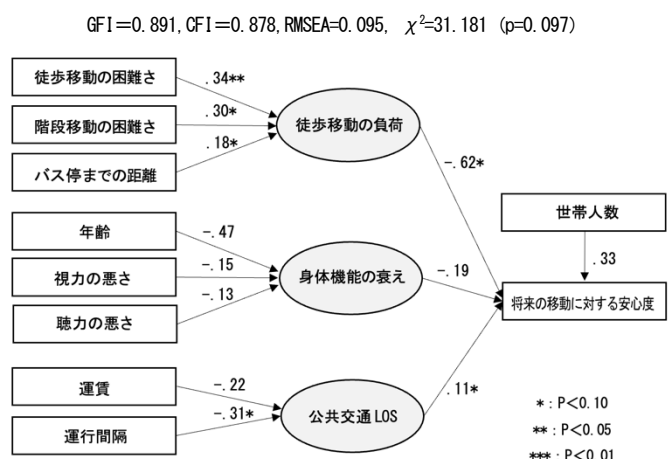 GFI=0.891,CFI=0.878,RMSEA=0.095, χ²=31.181 (p=0.097)
徒歩移動の困難さ
.34**
階段移動の困難さ
.30*
徒歩移動の負荷
バス停までの距離
.18*
-.62*
世帯人数
.33
年齢
-.47
視力の悪さ
-.15
身体機能の衰え
-.19
将来の移動に対する安心度
聴力の悪さ
-.13
運賃
-.22
公共交通LOS
.11*
運行間隔
-.31*
*:P<0.10
**:P<0.05
***:P<0.01